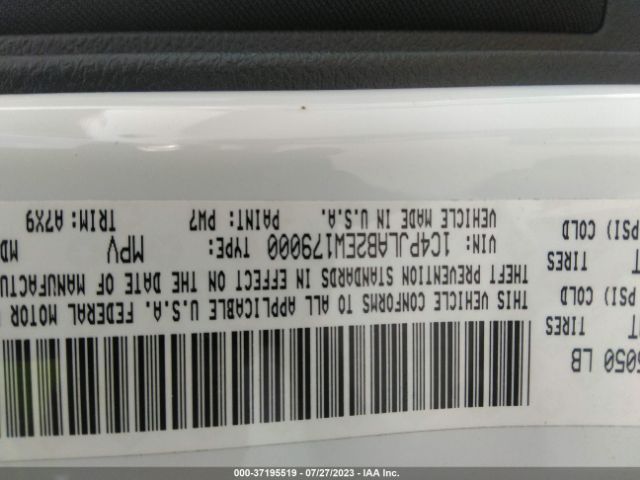 LB
TIRES
PSI) COLD
TIRES
PSI) COLD
THIS VEHICLE CONFORMS TO ALL APPLICABLE U.S.A. FEDERAL MOTOR
THEFT PREVENTION STANDARDS IN EFFECT ON THE DATE OF MANUFACTU
VIN: 1C4PJLAB2EW179000 TYPE: MPV MD
VEHICLE MADE IN U.S.A. PAINT: PW7 TRIM: A7X9
000-37195519 - 07/27/2023 - IAA Inc.